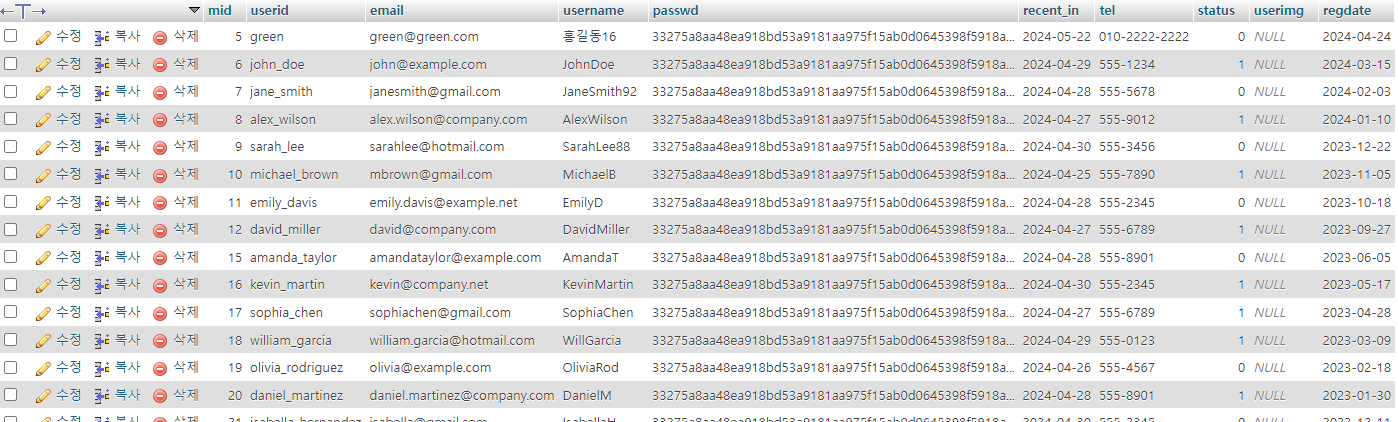 mid userid email username passwd recent_in tel status userimg regdate
수정 복사 삭제 5 green green@green.com 홍길동16 33275a8aa48ea918bd53a9181aa975f15ab0d0645398f5918a... 2024-05-22 010-2222-2222 0 NULL 2024-04-24
수정 복사 삭제 6 john_doe john@example.com JohnDoe 33275a8aa48ea918bd53a9181aa975f15ab0d0645398f5918a... 2024-04-29 555-1234 1 NULL 2024-03-15
수정 복사 삭제 7 jane_smith janesmith@gmail.com JaneSmith92 33275a8aa48ea918bd53a9181aa975f15ab0d0645398f5918a... 2024-04-28 555-5678 0 NULL 2024-02-03
수정 복사 삭제 8 alex_wilson alex.wilson@company.com AlexWilson 33275a8aa48ea918bd53a9181aa975f15ab0d0645398f5918a... 2024-04-27 555-9012 1 NULL 2024-01-10
수정 복사 삭제 9 sarah_lee sarahlee@hotmail.com SarahLee88 33275a8aa48ea918bd53a9181aa975f15ab0d0645398f5918a... 2024-04-30 555-3456 0 NULL 2023-12-22
수정 복사 삭제 10 michael_brown mbrown@gmail.com MichaelB 33275a8aa48ea918bd53a9181aa975f15ab0d0645398f5918a... 2024-04-25 555-7890 1 NULL 2023-11-05
수정 복사 삭제 11 emily_davis emily.davis@example.net EmilyD 33275a8aa48ea918bd53a9181aa975f15ab0d0645398f5918a... 2024-04-28 555-2345 0 NULL 2023-10-18
수정 복사 삭제 12 david_miller david@company.com DavidMiller 33275a8aa48ea918bd53a9181aa975f15ab0d0645398f5918a... 2024-04-27 555-6789 1 NULL 2023-09-27
수정 복사 삭제 15 amanda_taylor amandataylor@example.com AmandaT 33275a8aa48ea918bd53a9181aa975f15ab0d0645398f5918a... 2024-04-28 555-8901 0 NULL 2023-06-05
수정 복사 삭제 16 kevin_martin kevin@company.net KevinMartin 33275a8aa48ea918bd53a9181aa975f15ab0d0645398f5918a... 2024-04-30 555-2345 1 NULL 2023-05-17
수정 복사 삭제 17 sophia_chen sophiachen@gmail.com SophiaChen 33275a8aa48ea918bd53a9181aa975f15ab0d0645398f5918a... 2024-04-27 555-6789 1 NULL 2023-04-28
수정 복사 삭제 18 william_garcia william.garcia@hotmail.com WillGarcia 33275a8aa48ea918bd53a9181aa975f15ab0d0645398f5918a... 2024-04-29 555-0123 1 NULL 2023-03-09
수정 복사 삭제 19 olivia_rodriguez olivia@example.com OliviaRod 33275a8aa48ea918bd53a9181aa975f15ab0d0645398f5918a... 2024-04-26 555-4567 0 NULL 2023-02-18
수정 복사 삭제 20 daniel_martinez daniel.martinez@company.com DanielM 33275a8aa48ea918bd53a9181aa975f15ab0d0645398f5918a... 2024-04-28 555-8901 1 NULL 2023-01-30